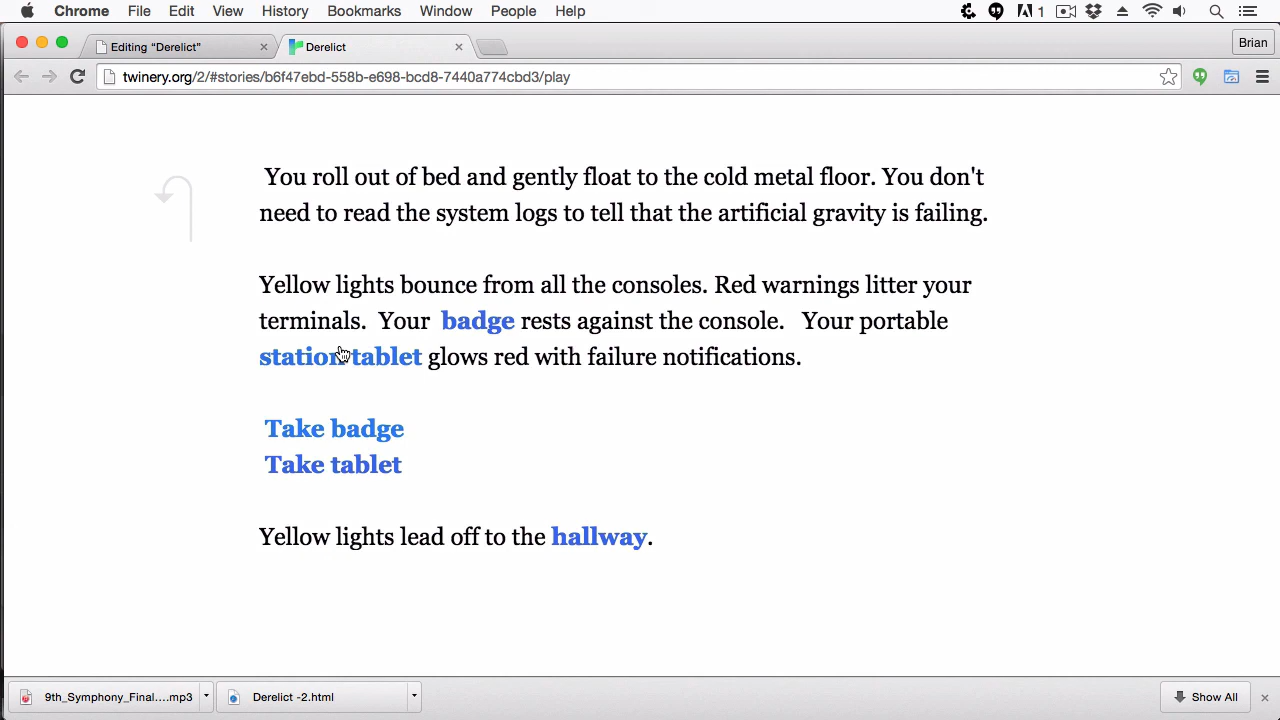 Chrome File Edit View History Bookmarks Window People Help 1
Editing “Derelict” Derelict Brian
twinery.org/2/#stories/b6f47ebd-558b-e698-bcd8-7440a774cbd3/play
You roll out of bed and gently float to the cold metal floor. You don't
need to read the system logs to tell that the artificial gravity is failing.
Yellow lights bounce from all the consoles. Red warnings litter your
terminals. Your badge rests against the console. Your portable
station tablet glows red with failure notifications.
Take badge
Take tablet
Yellow lights lead off to the hallway.
9th_Symphony_Final....mp3 Derelict -2.html Show All